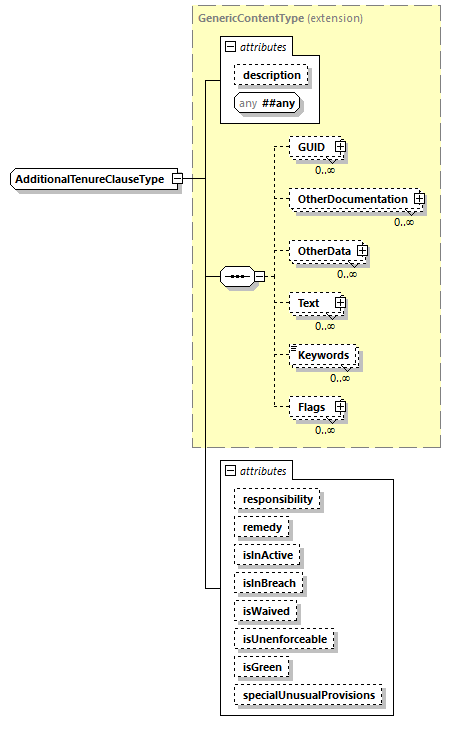 GenericContentType (extension)
attributes
description
any ##any
GUID
0..∞
AdditionalTenureClauseType
OtherDocumentation
0..∞
OtherData
0..∞
Text
0..∞
Keywords
0..∞
Flags
0..∞
attributes
responsibility
remedy
isInActive
isInBreach
isWaived
isUnenforceable
isGreen
specialUnusualProvisions